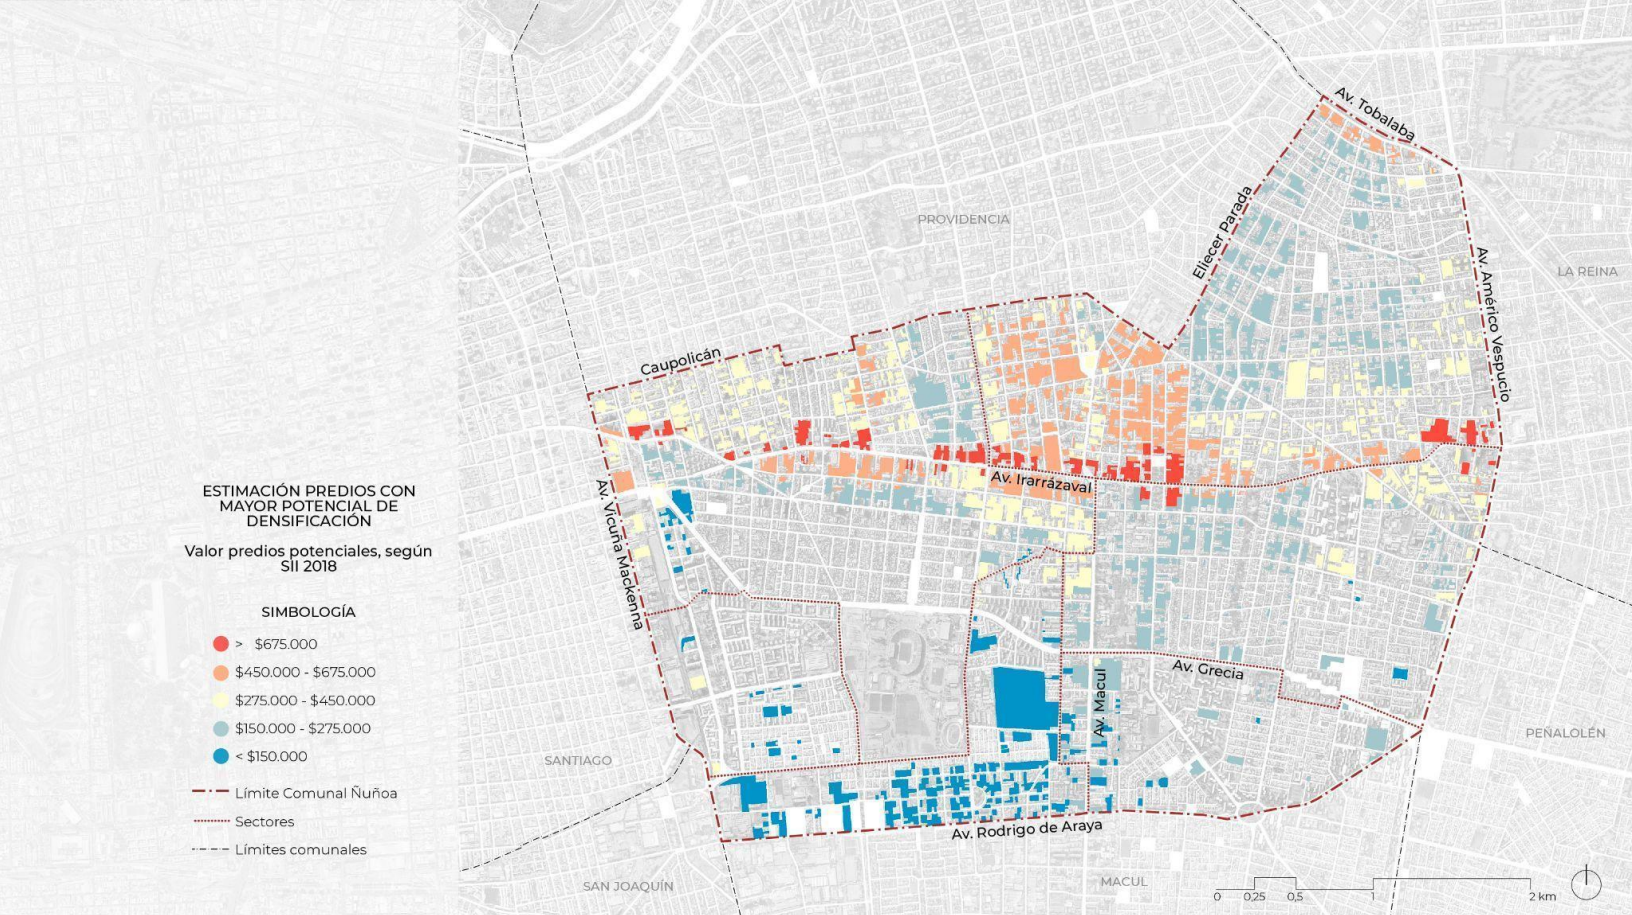 ESTIMACIÓN PREDIOS CON
MAYOR POTENCIAL DE
DENSIFICACIÓN
Valor predios potenciales, según
SII 2018
SIMBOLOGÍA
> $675.000
$450.000 - $675.000
$275.000 - $450.000
$150.000 - $275.000
< $150.000
Límite Comunal Ñuñoa
Sectores
Límites comunales
Av. Tobalaba
Eliecer Parada
PROVIDENCIA
LA REINA
Av. Américo Vespucio
Caupolicán
Av. Irarrázaval
Av. Vicuña Mackenna
Av. Grecia
Av. Macul
PEÑALOLÉN
SANTIAGO
Av. Rodrigo de Araya
SAN JOAQUÍN
MACUL
0 0,25 0,5 1 2 km